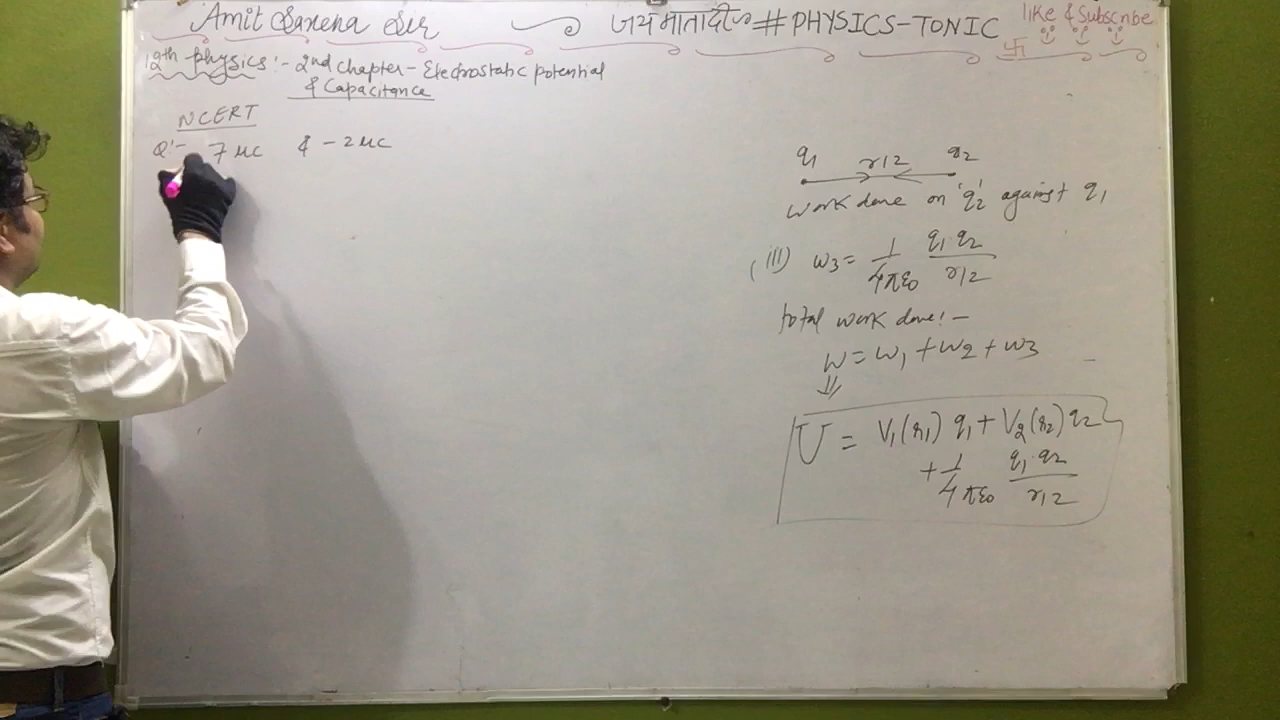 Amit Saxena Sir जय माता दी # PHYSICS-TONIC like & Subscribe
12th physics:- 2nd chapter - Electrostatic potential
& Capacitance
NCERT
Q:- 7 μC & - 2 μC
q1 r12 q2
work done on 'q2' against q1
(iii) w3 = 1/4πε0 q1 q2/r12
total work done:-
W = w1 + w2 + w3
⇓
U = V1(r1) q1 + V2(r2) q2
+ 1/4πε0 q1 q2/r12